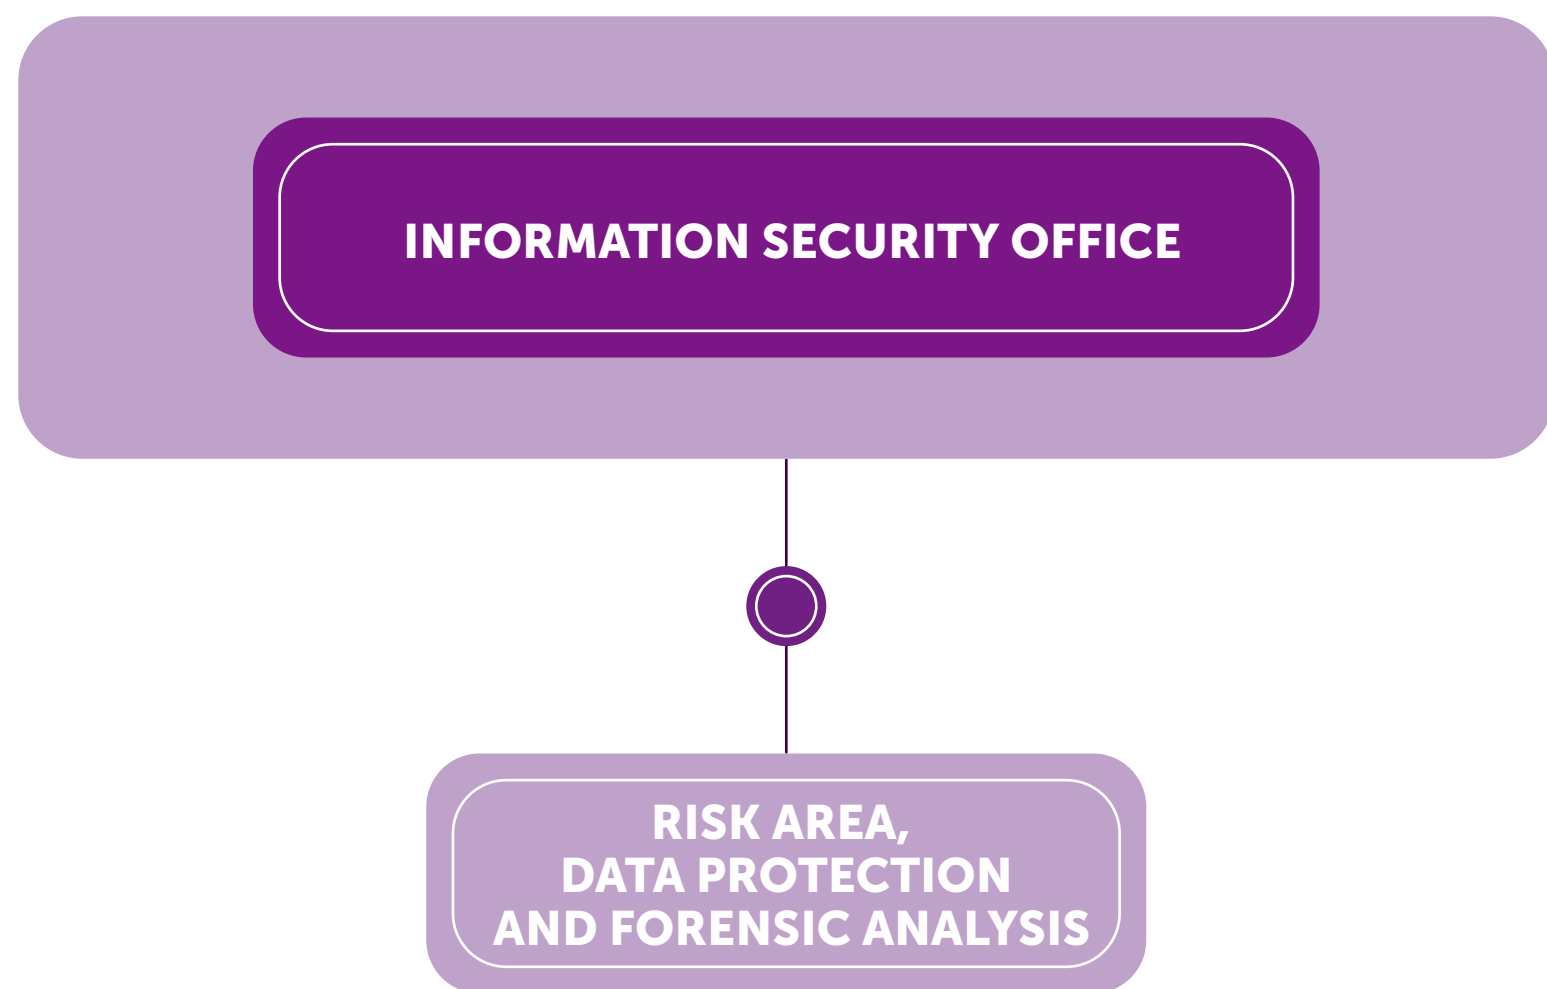 INFORMATION SECURITY OFFICE
RISK AREA,
DATA PROTECTION
AND FORENSIC ANALYSIS